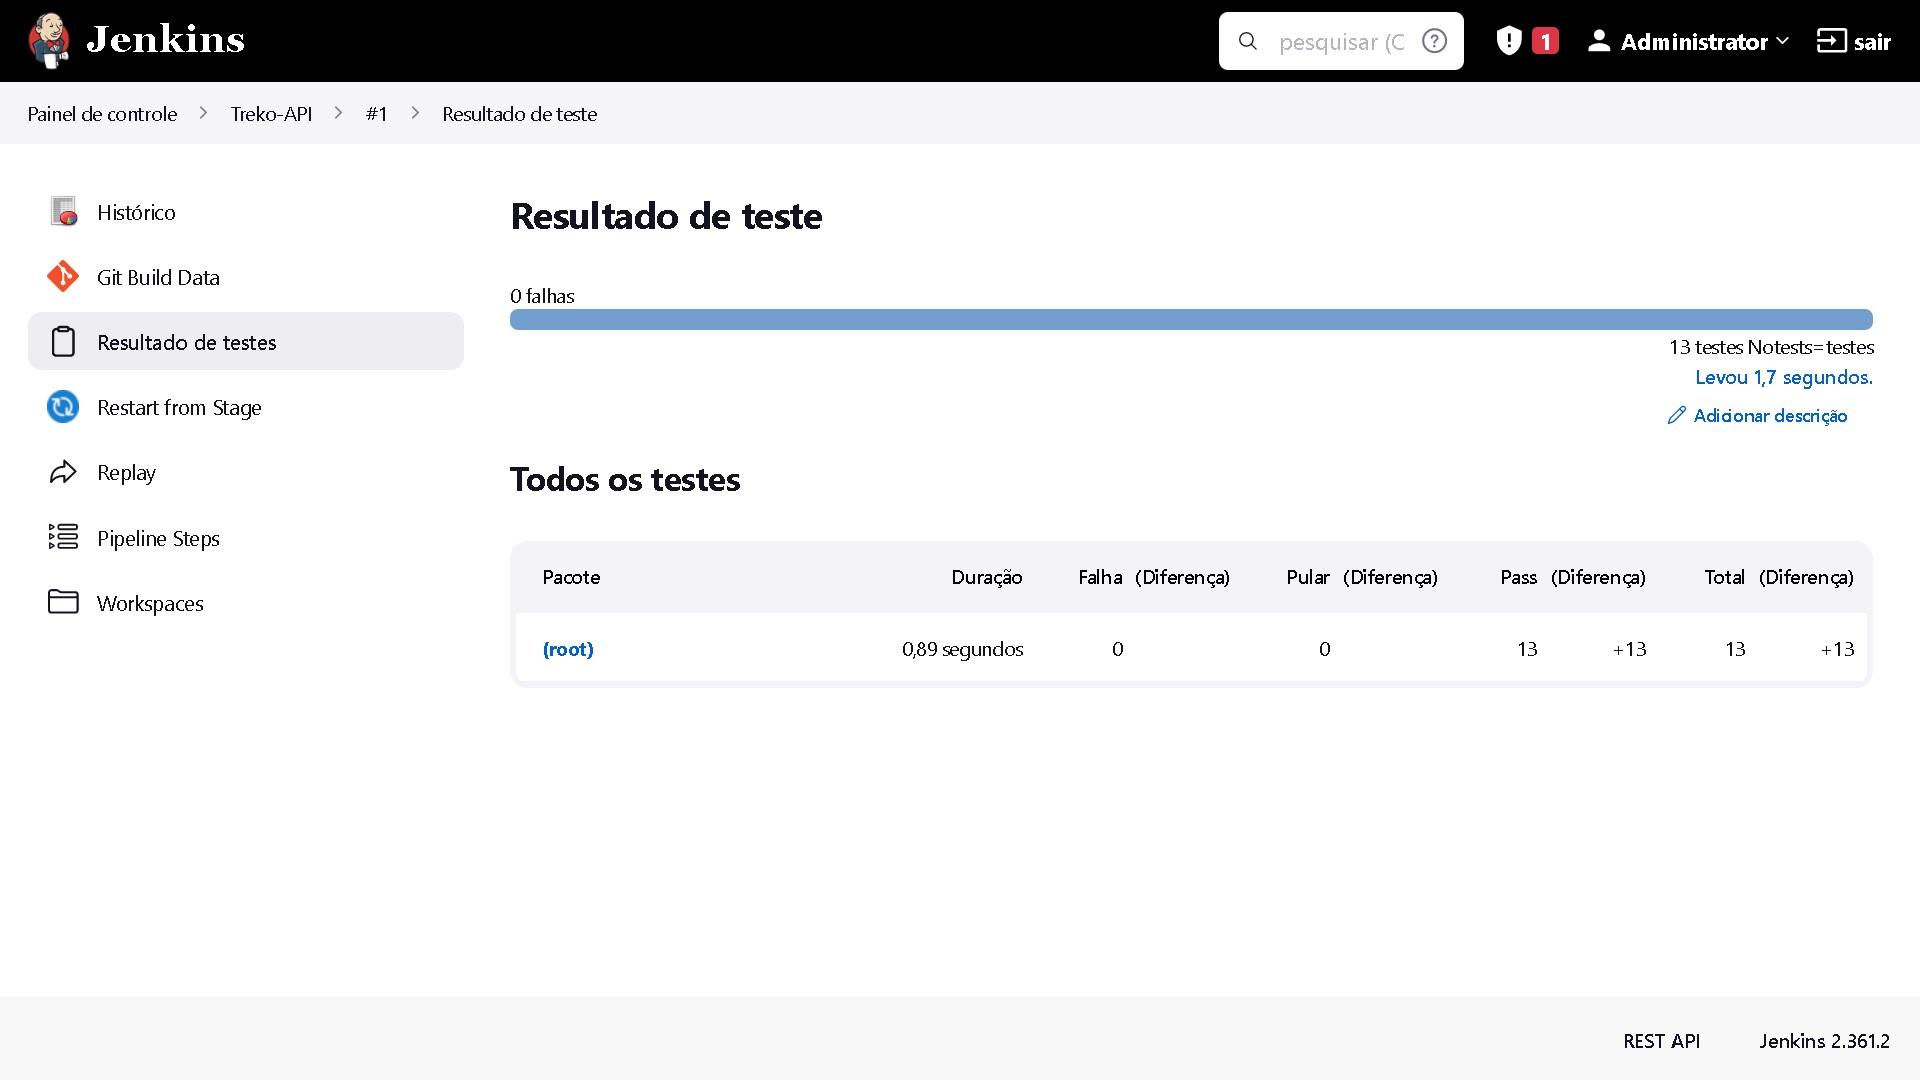 Jenkins
pesquisar (C
1
Administrator
sair
Painel de controle
Treko-API
#1
Resultado de teste
Histórico
Git Build Data
Resultado de testes
Restart from Stage
Replay
Pipeline Steps
Workspaces
Resultado de teste
0 falhas
13 testes Notests=testes
Levou 1,7 segundos.
Adicionar descrição
Todos os testes
Pacote Duração Falha (Diferença) Pular (Diferença) Pass (Diferença) Total (Diferença)
(root) 0,89 segundos 0 0 13 +13 13 +13
REST API
Jenkins 2.361.2